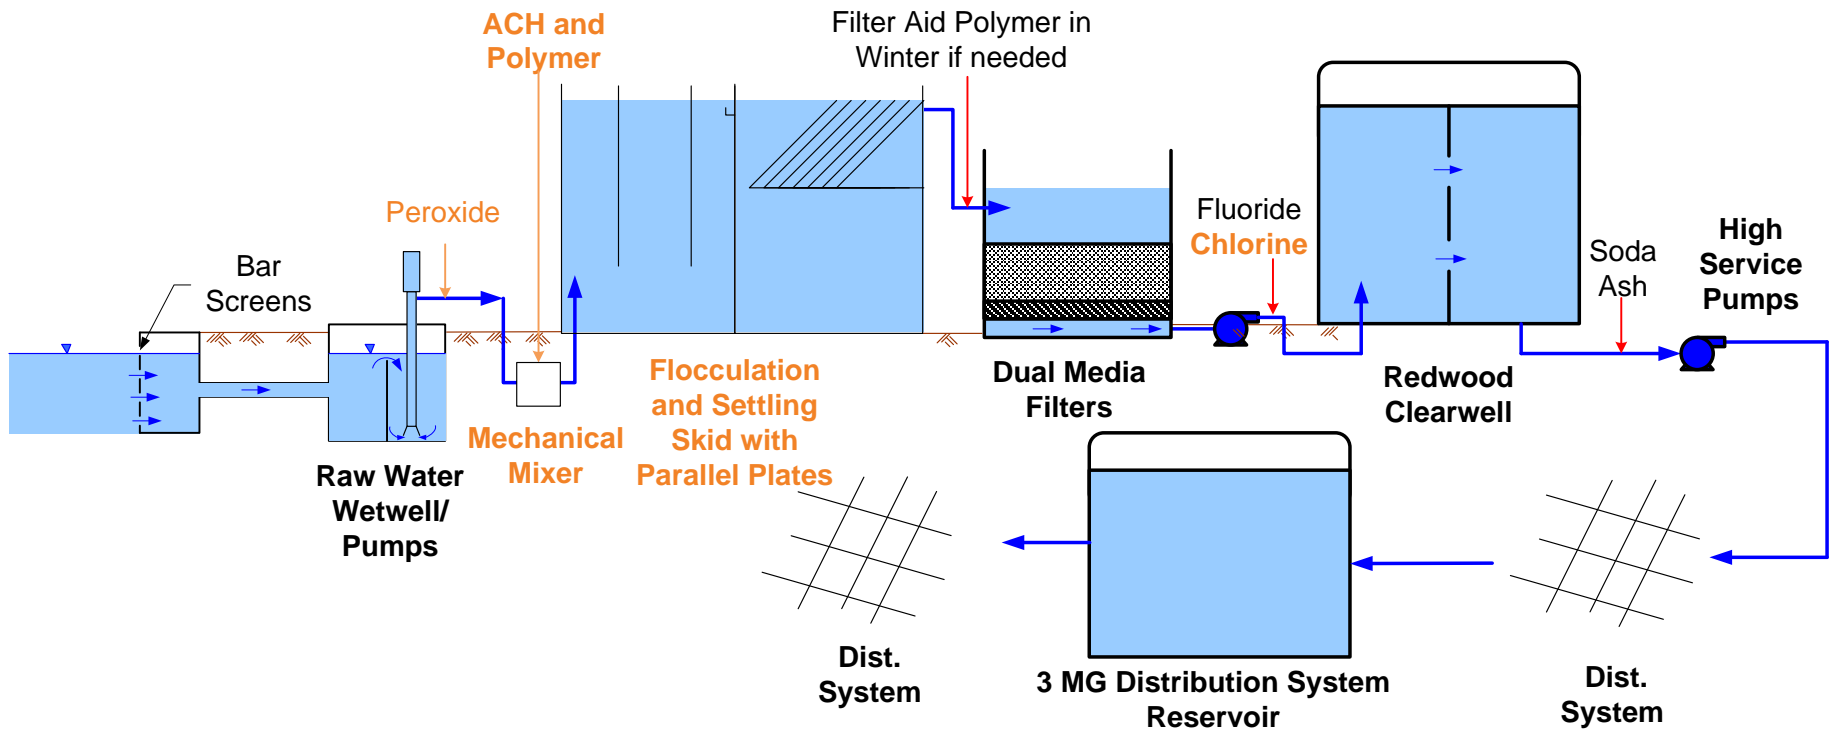 ACH and
Polymer
Filter Aid Polymer in
Winter if needed
Peroxide
Bar
Screens
Fluoride
Chlorine
Soda
Ash
High
Service
Pumps
Raw Water
Wetwell/
Pumps
Mechanical
Mixer
Flocculation
and Settling
Skid with
Parallel Plates
Dual Media
Filters
Redwood
Clearwell
Dist.
System
3 MG Distribution System
Reservoir
Dist.
System